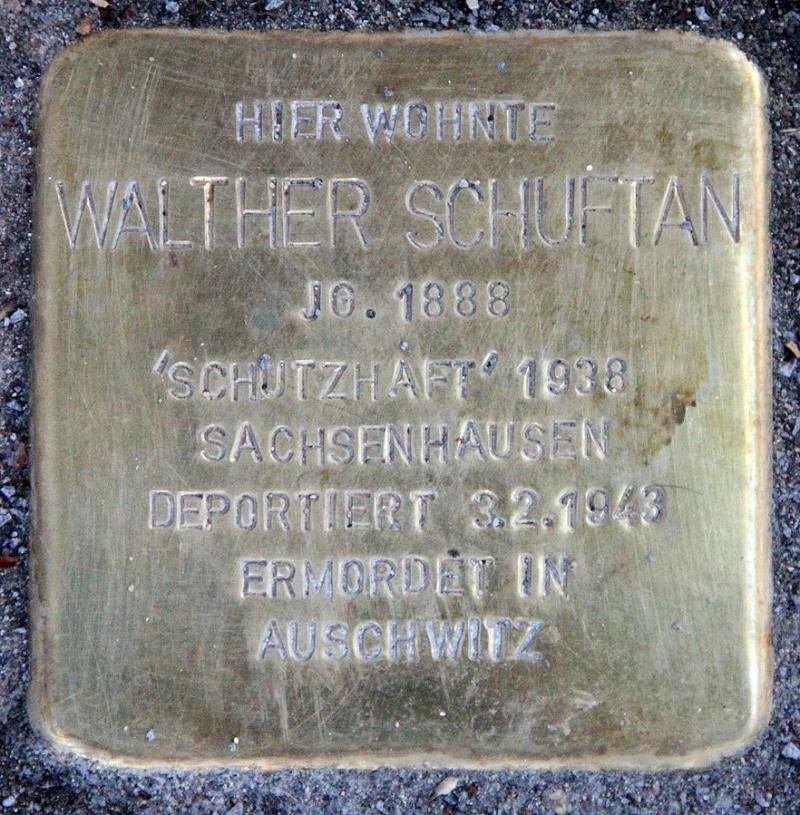 HIER WOHNTE
WALTHER SCHUFTAN
JG. 1888
'SCHUTZHAFT' 1938
SACHSENHAUSEN
DEPORTIERT 3.2.1943
ERMORDET IN
AUSCHWITZ